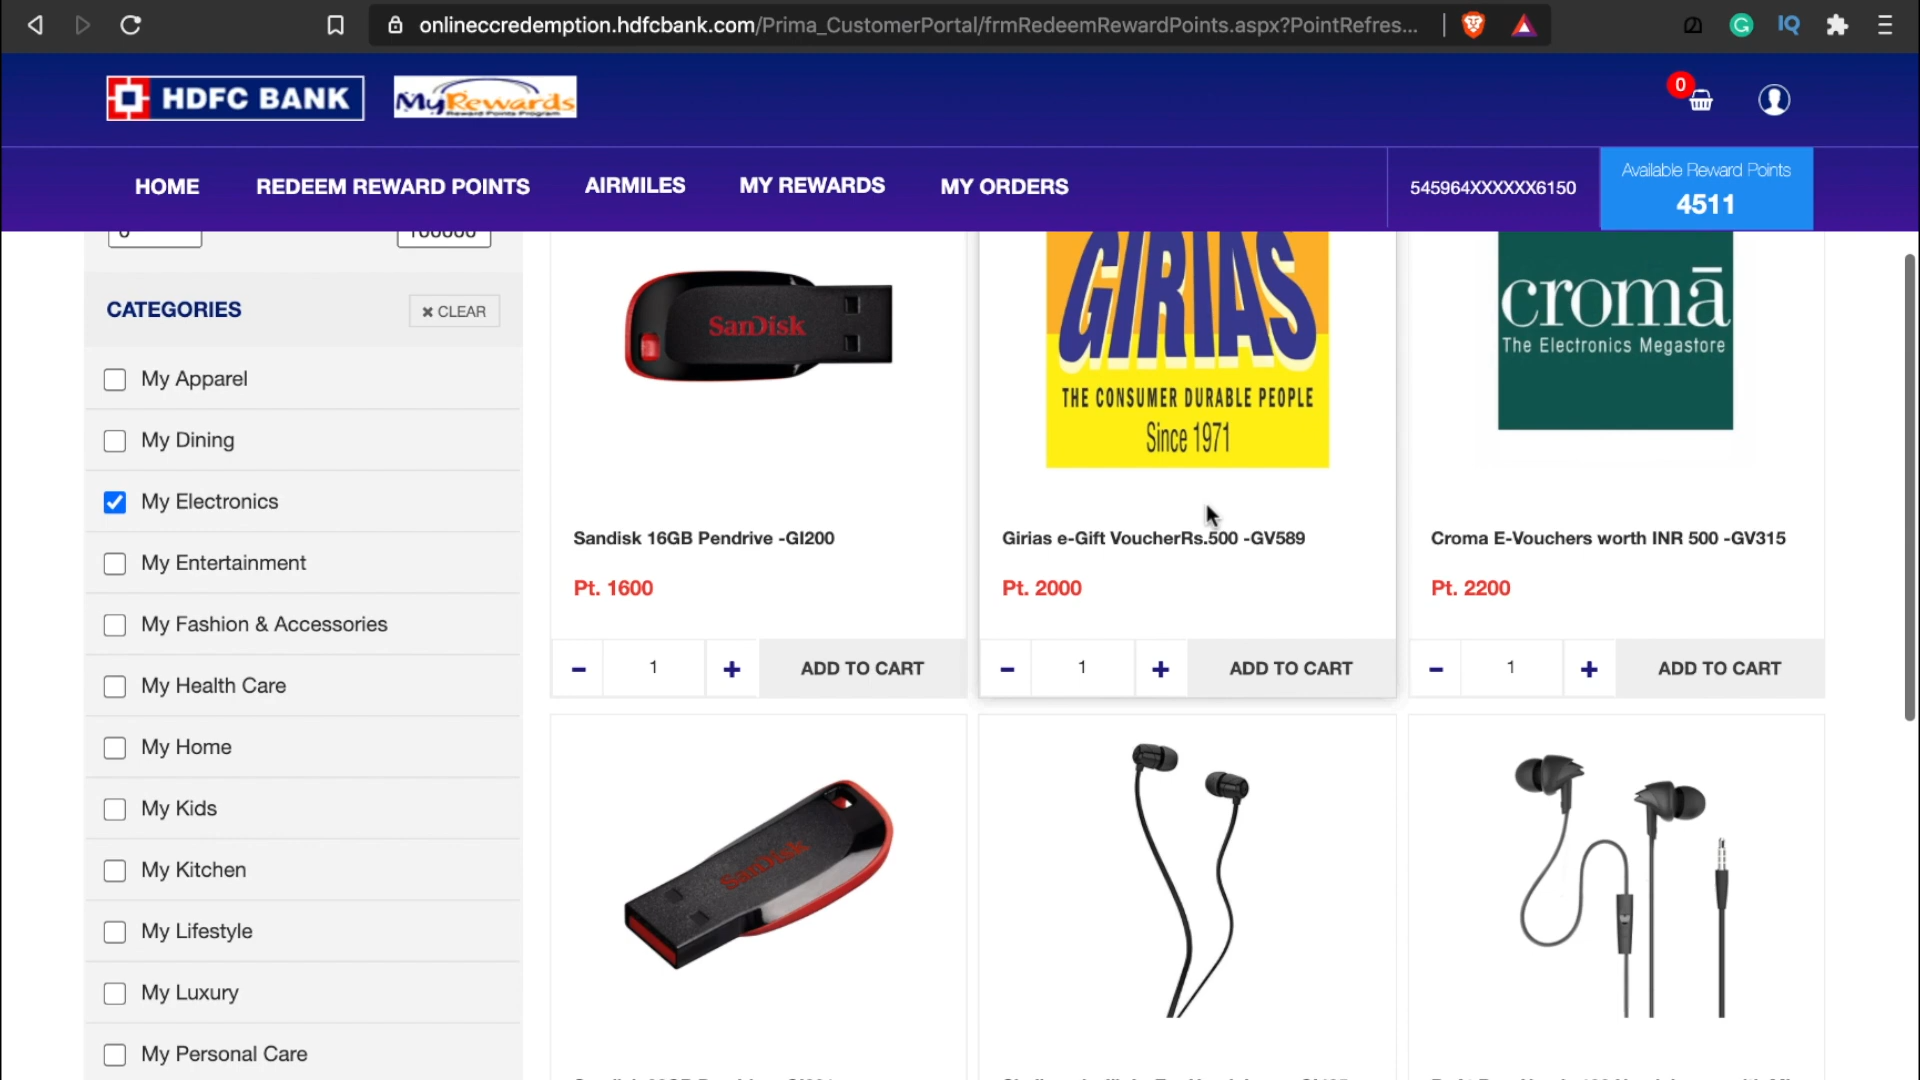 onlineccredemption.hdfcbank.com/Prima_CustomerPortal/frmRedeemRewardPoints.aspx?PointRefres...
HDFC BANK
MyRewards
Reward Points Program
0
HOME
REDEEM REWARD POINTS
AIRMILES
MY REWARDS
MY ORDERS
545964XXXXXX6150
Available Reward Points
4511
CATEGORIES
✖ CLEAR
My Apparel
My Dining
My Electronics
My Entertainment
My Fashion & Accessories
My Health Care
My Home
My Kids
My Kitchen
My Lifestyle
My Luxury
My Personal Care
SanDisk
Sandisk 16GB Pendrive -GI200
Pt. 1600
- 1 + ADD TO CART
GIRIAS
THE CONSUMER DURABLE PEOPLE
Since 1971
Girias e-Gift VoucherRs.500 -GV589
Pt. 2000
- 1 + ADD TO CART
cromā
The Electronics Megastore
Croma E-Vouchers worth INR 500 -GV315
Pt. 2200
- 1 + ADD TO CART
SanDisk